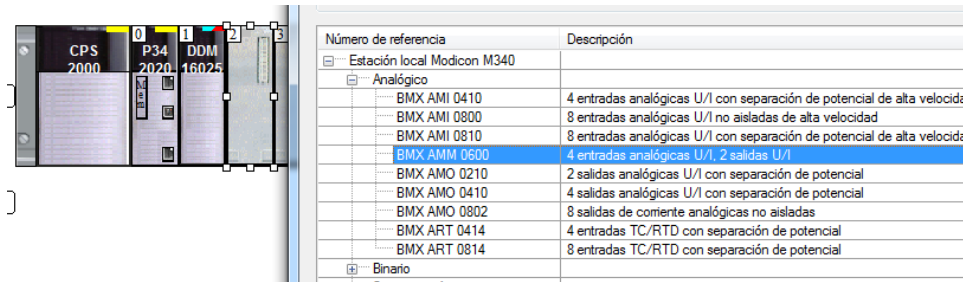 0 1 2 3
CPS P34 DDM
2000 2020 16025
Número de referencia Descripción
Estación local Modicon M340
Analógico
BMX AMI 0410 4 entradas analógicas U/I con separación de potencial de alta velocida
BMX AMI 0800 8 entradas analógicas U/I no aisladas de alta velocidad
BMX AMI 0810 8 entradas analógicas U/I con separación de potencial de alta velocida
BMX AMM 0600 4 entradas analógicas U/I, 2 salidas U/I
BMX AMO 0210 2 salidas analógicas U/I con separación de potencial
BMX AMO 0410 4 salidas analógicas U/I con separación de potencial
BMX AMO 0802 8 salidas de corriente analógicas no aisladas
BMX ART 0414 4 entradas TC/RTD con separación de potencial
BMX ART 0814 8 entradas TC/RTD con separación de potencial
Binario